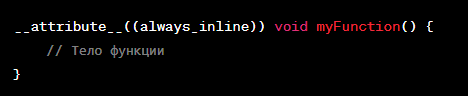 __attribute__((always_inline)) void myFunction() {
    // Тело функции
}